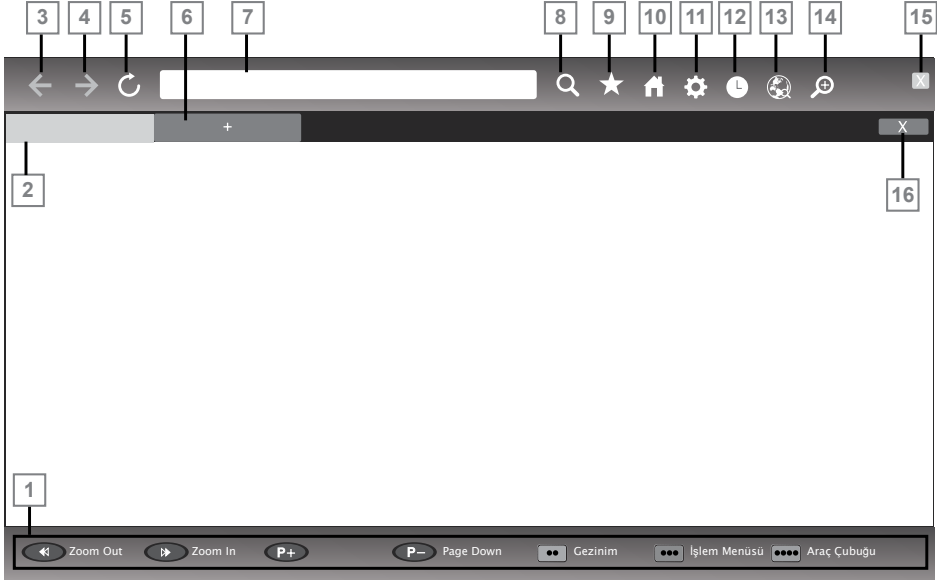 3 4 5 6 7 8 9 10 11 12 13 14 15
X
+ X
2 16
1
Zoom Out Zoom In P+ P− Page Down Gezinim İşlem Menüsü Araç Çubuğu